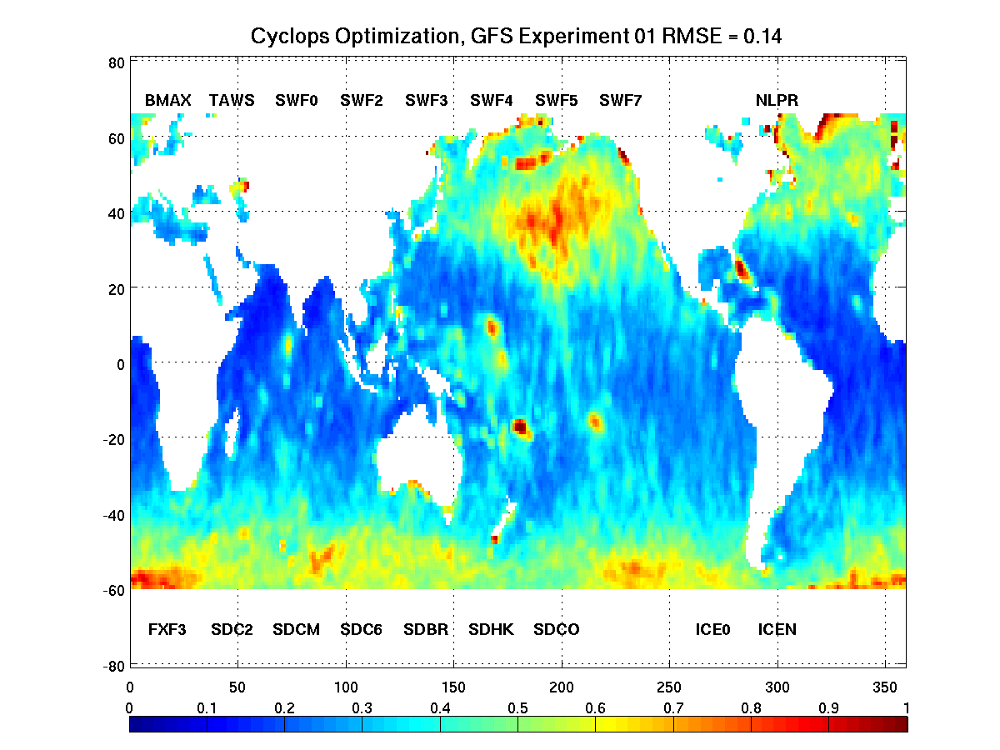 Cyclops Optimization, GFS Experiment 01 RMSE = 0.14
80
BMAX TAWS SWF0 SWF2 SWF3 SWF4 SWF5 SWF7 NLPR
60
40
20
0
-20
-40
-60
FXF3 SDC2 SDCM SDC6 SDBR SDHK SDCO ICE0 ICEN
-80
0 50 100 150 200 250 300 350
0 0.1 0.2 0.3 0.4 0.5 0.6 0.7 0.8 0.9 1